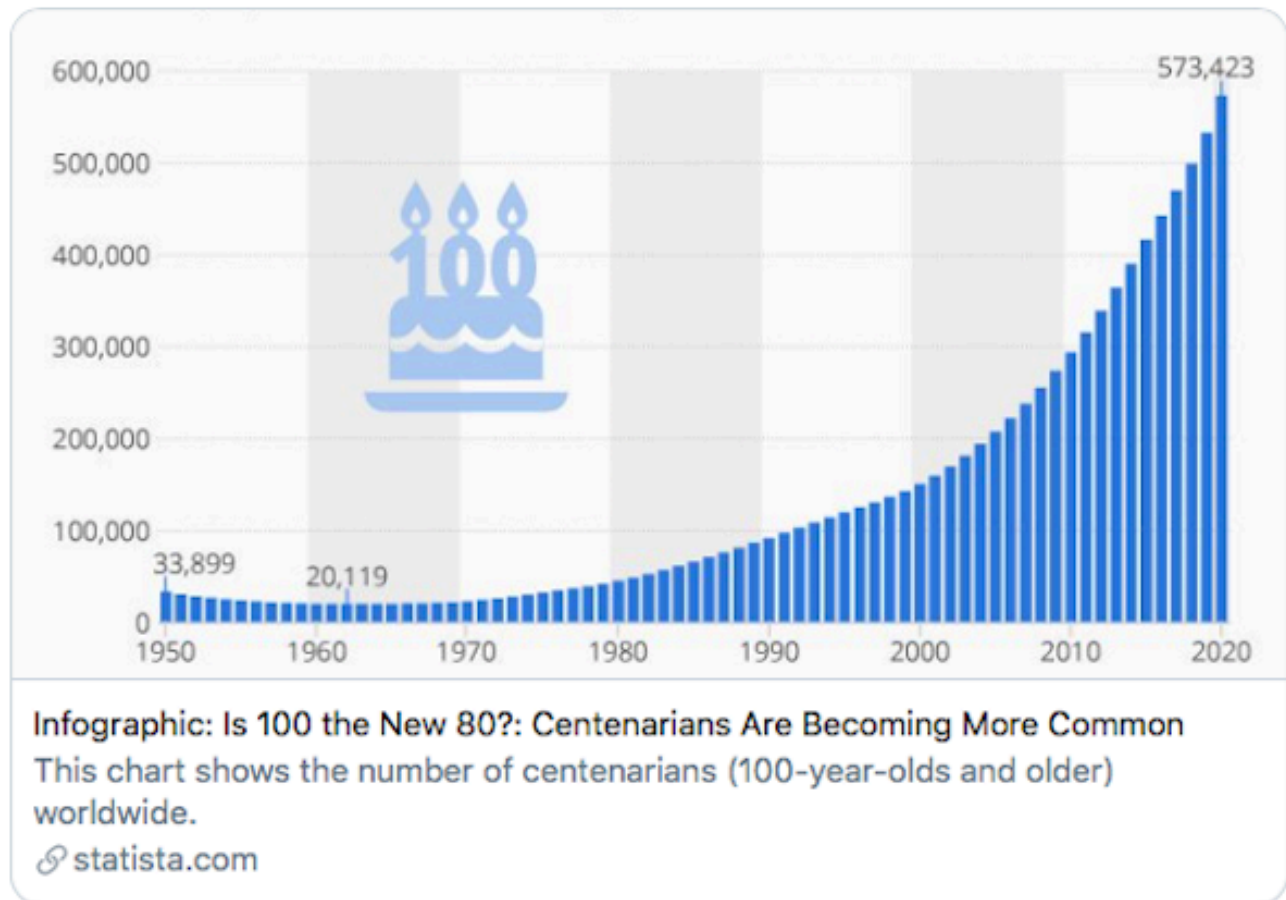 600,000
573,423
500,000
400,000
100
300,000
200,000
100,000
33,899
20,119
0
1950 1960 1970 1980 1990 2000 2010 2020
Infographic: Is 100 the New 80?: Centenarians Are Becoming More Common
This chart shows the number of centenarians (100-year-olds and older)
worldwide.
statista.com